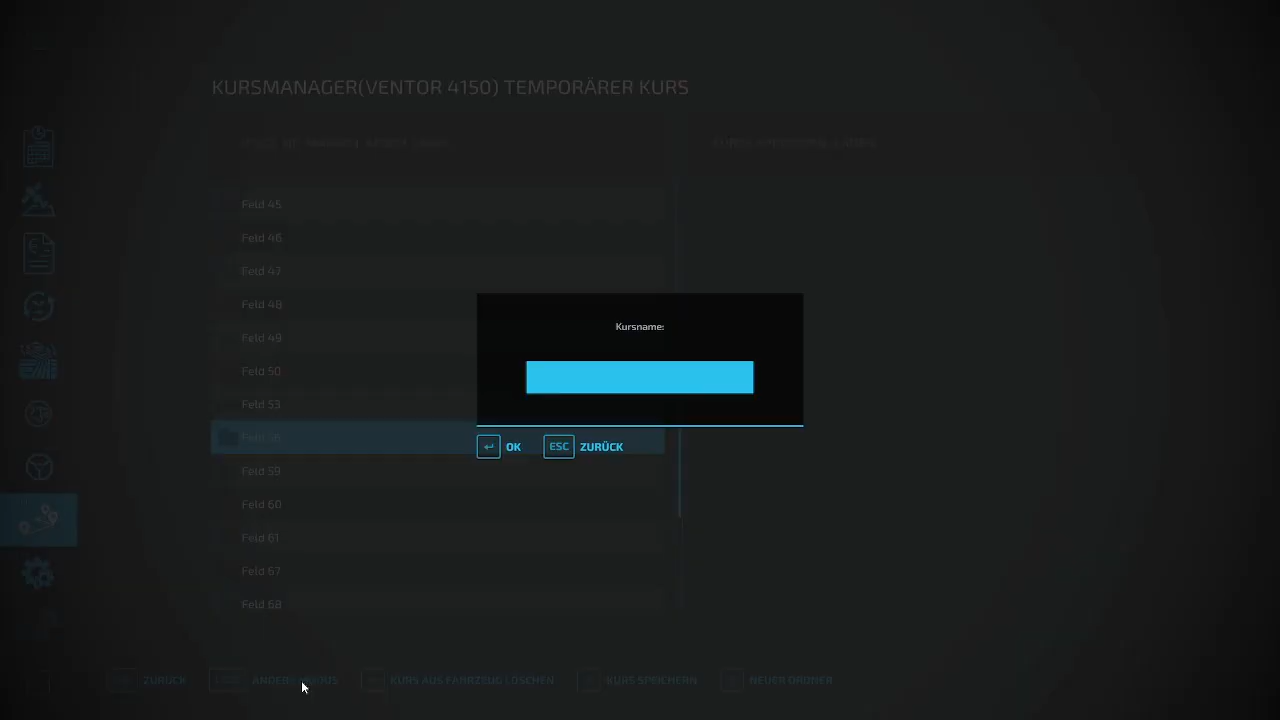 KURSMANAGER(VENTOR 4150) TEMPORÄRER KURS
Feld 45
Feld 46
Feld 47
Feld 48
Feld 49
Feld 50
Feld 53
Feld 56
Feld 59
Feld 60
Feld 61
Feld 67
Feld 68
Kursname:
OK
ESC ZURÜCK
ZURÜCK
KURS AUS FAHRZEUG LÖSCHEN
KURS SPEICHERN
NEUER ORDNER